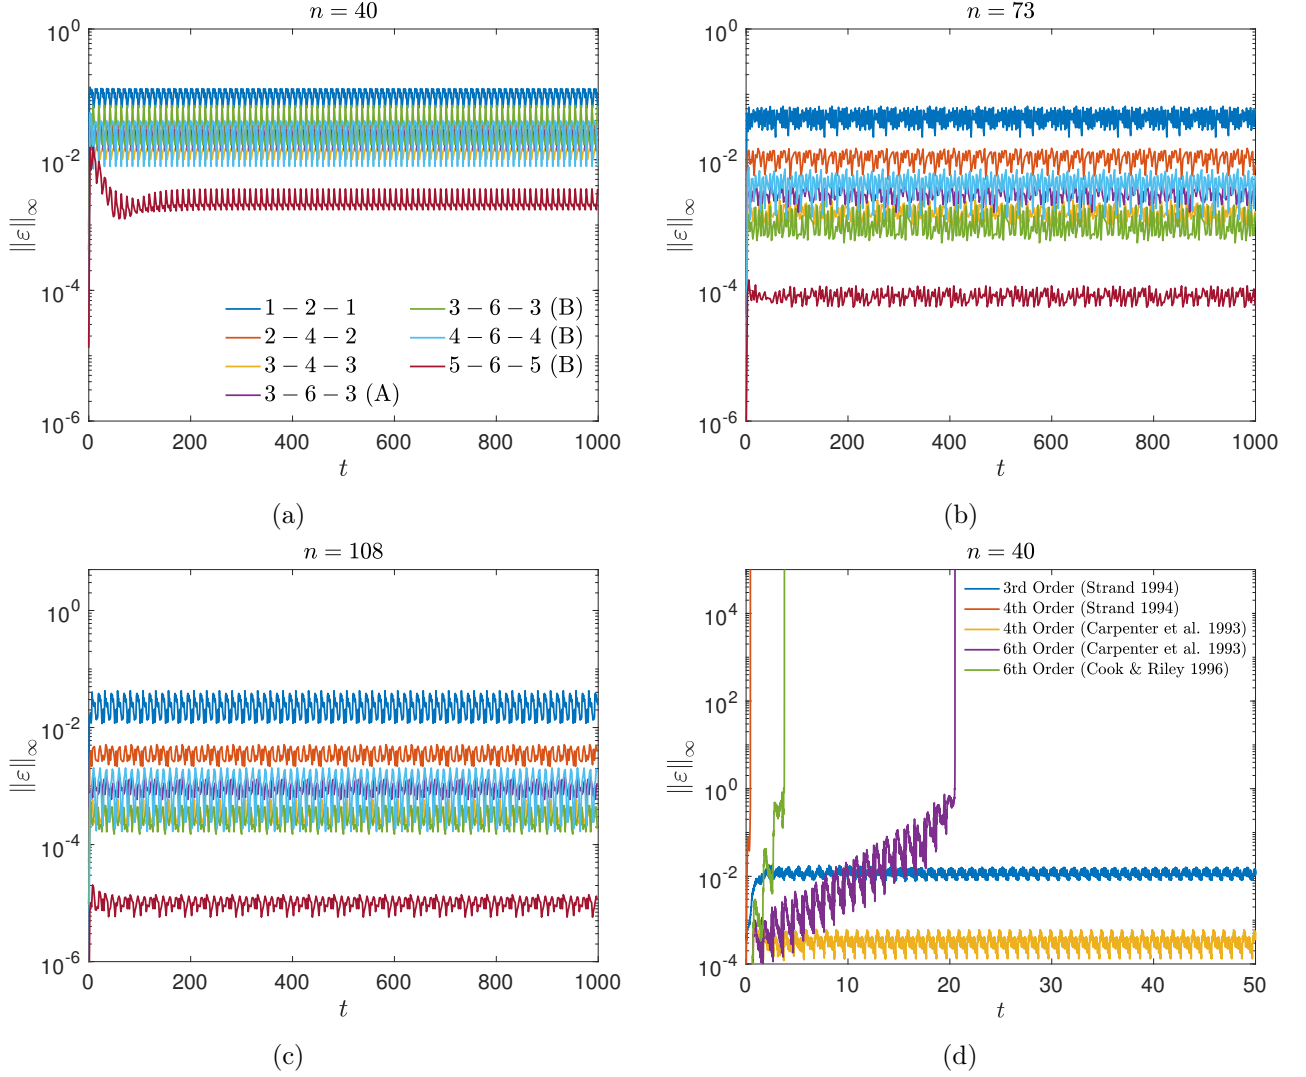 n = 40
10^0
10^-2
10^-4
10^-6
‖ε‖∞
1 − 2 − 1
2 − 4 − 2
3 − 4 − 3
3 − 6 − 3 (A)
3 − 6 − 3 (B)
4 − 6 − 4 (B)
5 − 6 − 5 (B)
0 200 400 600 800 1000
t
(a)
n = 73
10^0
10^-2
10^-4
10^-6
‖ε‖∞
0 200 400 600 800 1000
t
(b)
n = 108
10^0
10^-2
10^-4
10^-6
‖ε‖∞
0 200 400 600 800 1000
t
(c)
n = 40
10^4
10^2
10^0
10^-2
10^-4
‖ε‖∞
3rd Order (Strand 1994)
4th Order (Strand 1994)
4th Order (Carpenter et al. 1993)
6th Order (Carpenter et al. 1993)
6th Order (Cook & Riley 1996)
0 10 20 30 40 50
t
(d)